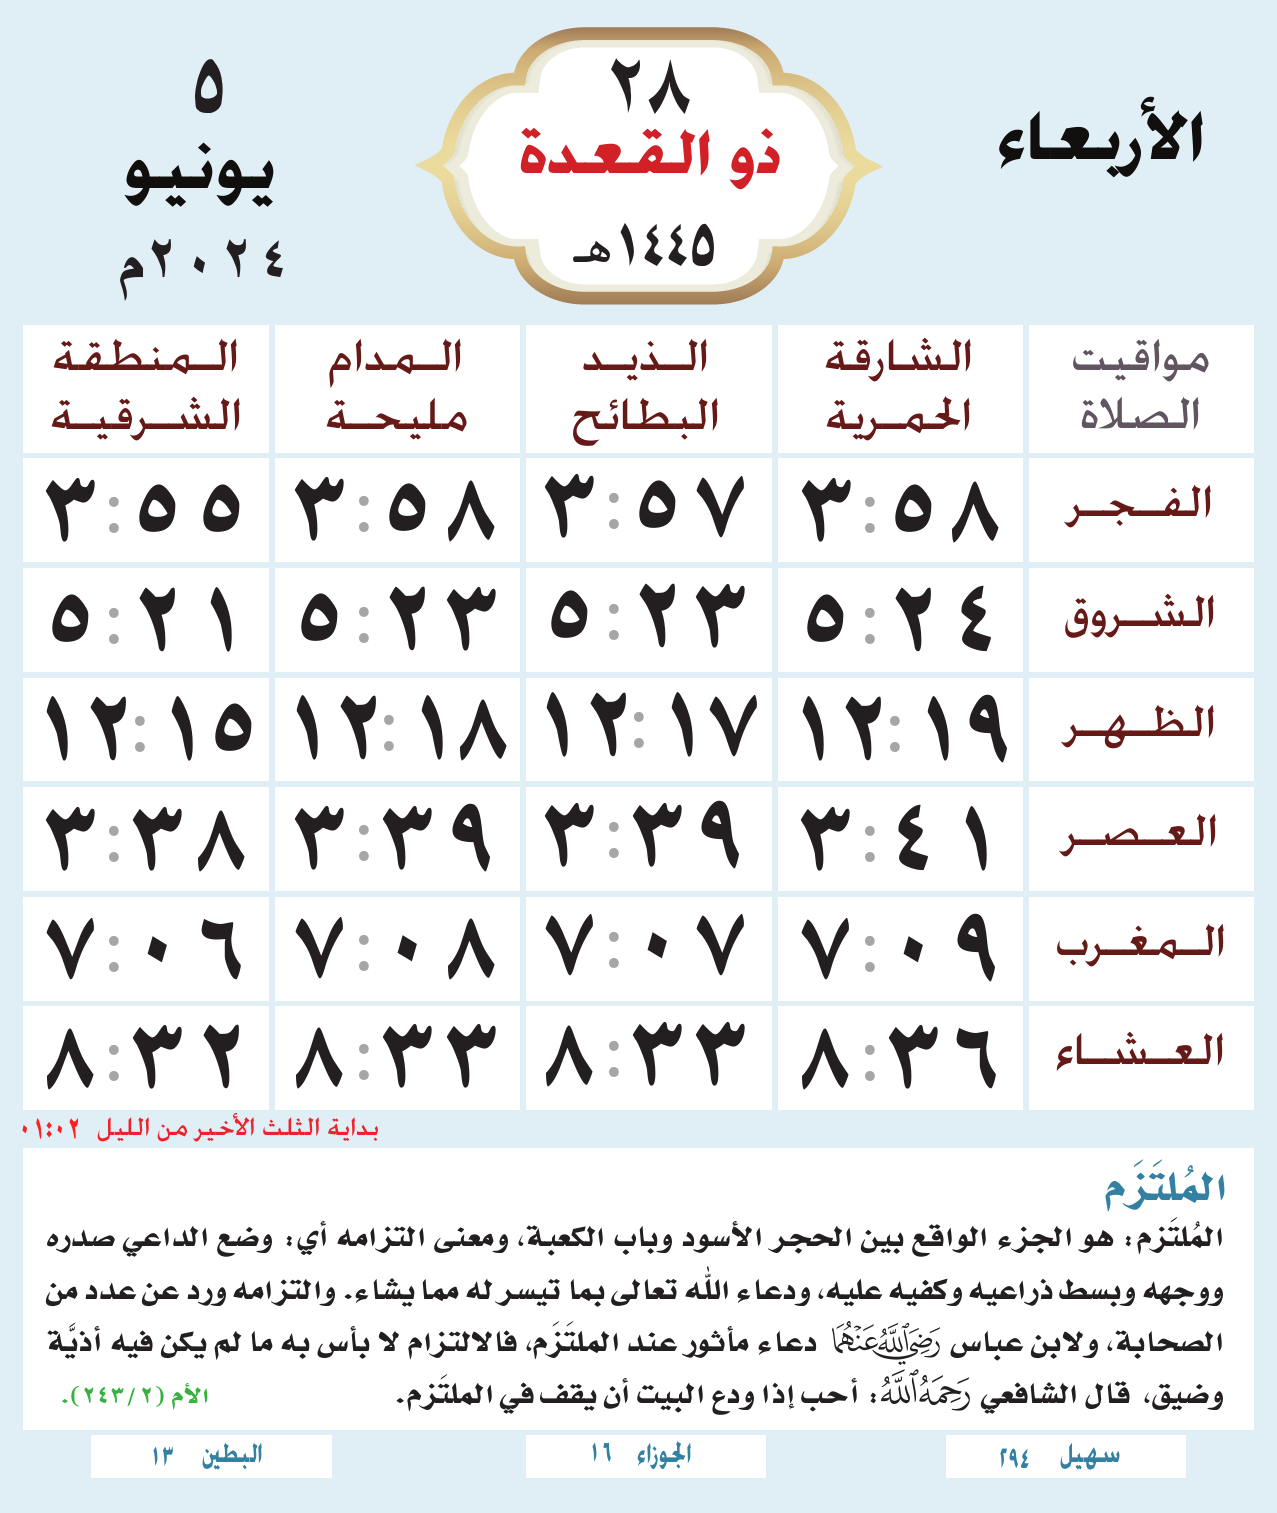 الأربعاء
٢٨
ذو القعدة
١٤٤٥هـ
٥
يونيو
٢٠٢٤م
مواقيت الصلاة	الشارقة الحمرية	الذيد البطائح	المدام مليحة	المنطقة الشرقية
الفجر	٣:٥٨	٣:٥٧	٣:٥٨	٣:٥٥
الشروق	٥:٢٤	٥:٢٣	٥:٢٣	٥:٢١
الظهر	١٢:١٩	١٢:١٧	١٢:١٨	١٢:١٥
العصر	٣:٤١	٣:٣٩	٣:٣٩	٣:٣٨
المغرب	٧:٠٩	٧:٠٧	٧:٠٨	٧:٠٦
العشاء	٨:٣٦	٨:٣٣	٨:٣٣	٨:٣٢
بداية الثلث الأخير من الليل ٠١:٠٢
المُلتَزَم
المُلتَزم: هو الجزء الواقع بين الحجر الأسود وباب الكعبة، ومعنى التزامه أي: وضع الداعي صدره
ووجهه وبسط ذراعيه وكفيه عليه، ودعاء الله تعالى بما تيسر له مما يشاء. والتزامه ورد عن عدد من
الصحابة، ولابن عباس رَضِيَ اللَّهُ عَنْهُمَا دعاء مأثور عند الملتَزَم، فالالتزام لا بأس به ما لم يكن فيه أذيَّة
وضيق، قال الشافعي رَحِمَهُ اللَّهُ: أحب إذا ودع البيت أن يقف في الملتَزم. الأم (٢/٢٤٣).
سهيل ٢٩٤
الجوزاء ١٦
البطين ١٣